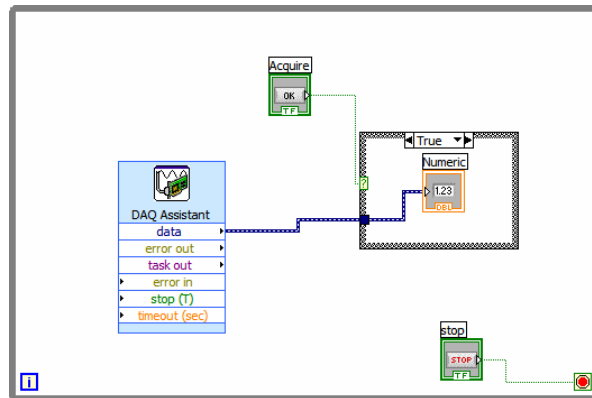 Acquire
OK
TF
?
True
Numeric
1.23
DBL
DAQ Assistant
data
error out
task out
error in
stop (T)
timeout (sec)
stop
STOP
TF
i